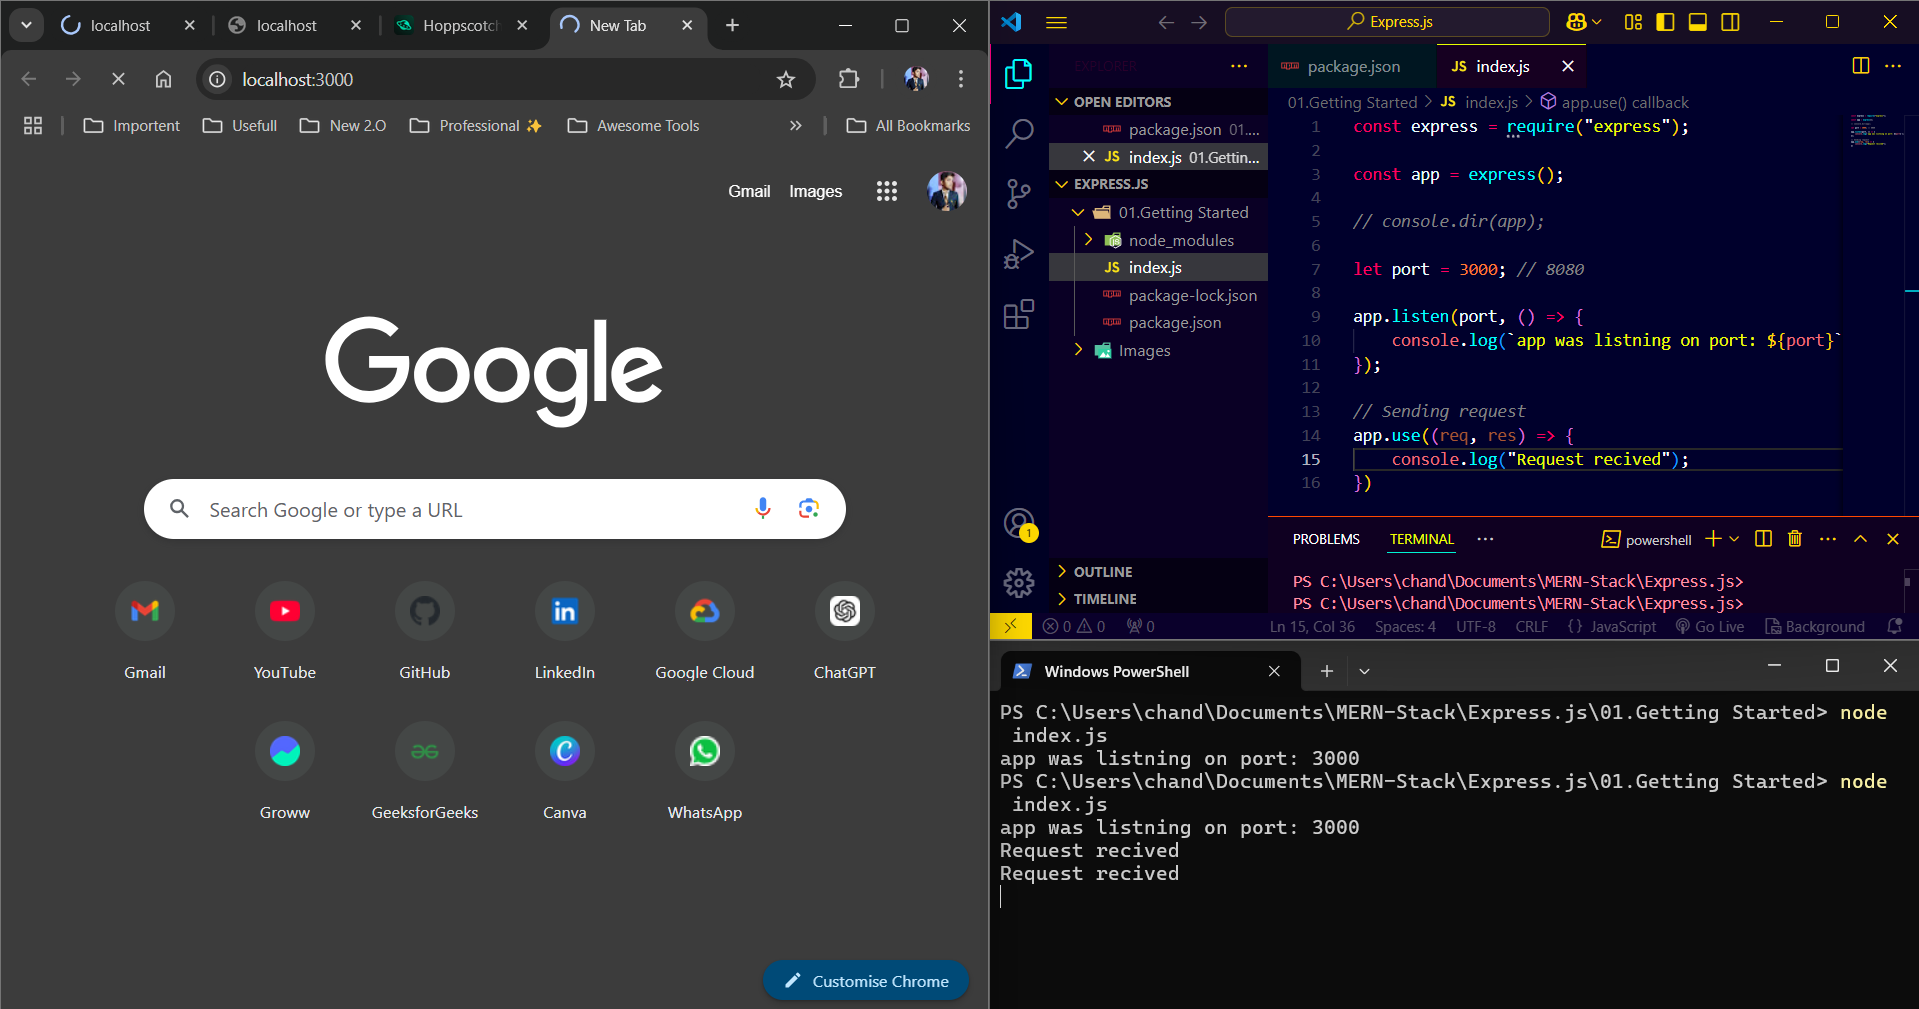 localhost
localhost
Hoppscotch
New Tab
localhost:3000
Importent
Usefull
New 2.O
Professional ✨
Awesome Tools
All Bookmarks
Gmail
Images
Google
Search Google or type a URL
Gmail
YouTube
GitHub
LinkedIn
Google Cloud
ChatGPT
Groww
GeeksforGeeks
Canva
WhatsApp
Customise Chrome
Express.js
EXPLORER
OPEN EDITORS
package.json 01....
JS index.js 01.Gettin...
EXPRESS.JS
01.Getting Started
node_modules
JS index.js
package-lock.json
package.json
Images
OUTLINE
TIMELINE
package.json
JS index.js
01.Getting Started > JS index.js > app.use() callback
1 const express = require("express");
2
3 const app = express();
4
5 // console.dir(app);
6
7 let port = 3000; // 8080
8
9 app.listen(port, () => {
10 console.log(`app was listning on port: ${port}`
11 });
12
13 // Sending request
14 app.use((req, res) => {
15 console.log("Request recived");
16 })
PROBLEMS
TERMINAL
powershell
PS C:\Users\chand\Documents\MERN-Stack\Express.js>
PS C:\Users\chand\Documents\MERN-Stack\Express.js>
1
0 0 0
Ln 15, Col 36 Spaces: 4 UTF-8 CRLF {} JavaScript Go Live Background
Windows PowerShell
PS C:\Users\chand\Documents\MERN-Stack\Express.js\01.Getting Started> node
index.js
app was listning on port: 3000
PS C:\Users\chand\Documents\MERN-Stack\Express.js\01.Getting Started> node
index.js
app was listning on port: 3000
Request recived
Request recived